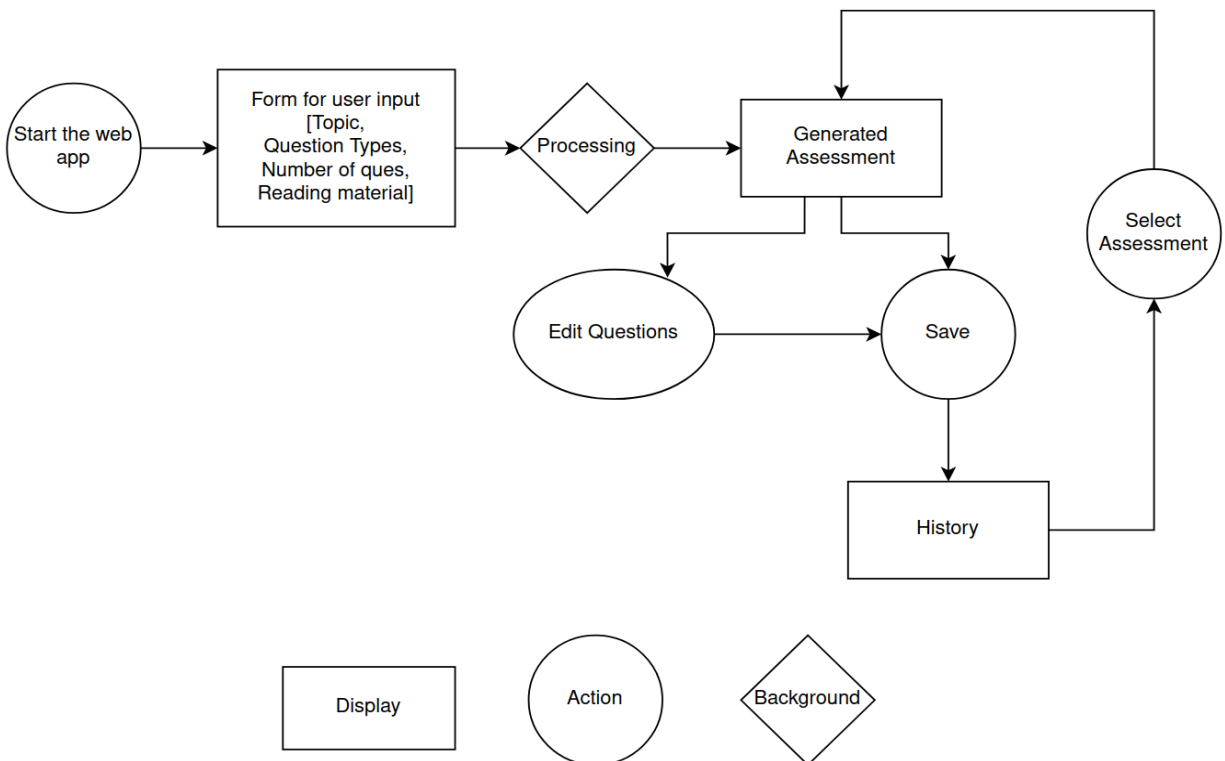 Start the web
app
Form for user input
[Topic,
Question Types,
Number of ques,
Reading material]
Processing
Generated
Assessment
Select
Assessment
Edit Questions
Save
History
Display
Action
Background